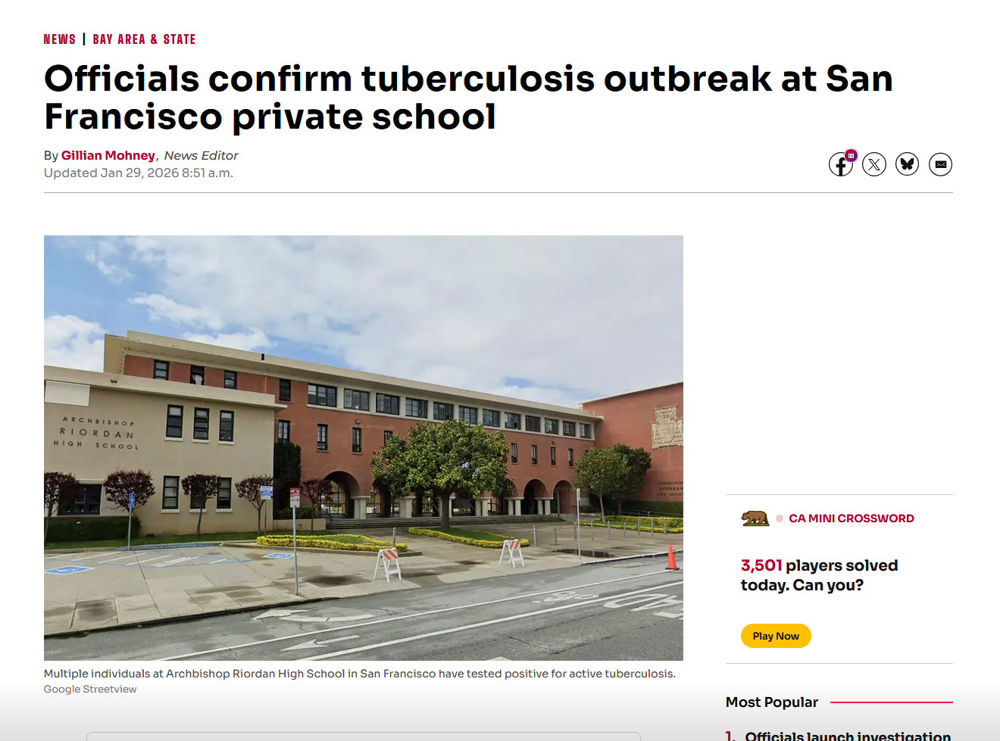 NEWS | BAY AREA & STATE
Officials confirm tuberculosis outbreak at San
Francisco private school
By Gillian Mohney, News Editor
Updated Jan 29, 2026 8:51 a.m.
ARCHBISHOP
RIORDAN
HIGH SCHOOL
Multiple individuals at Archbishop Riordan High School in San Francisco have tested positive for active tuberculosis.
Google Streetview
CA MINI CROSSWORD
3,501 players solved
today. Can you?
Play Now
Most Popular
1. Officials launch investigation